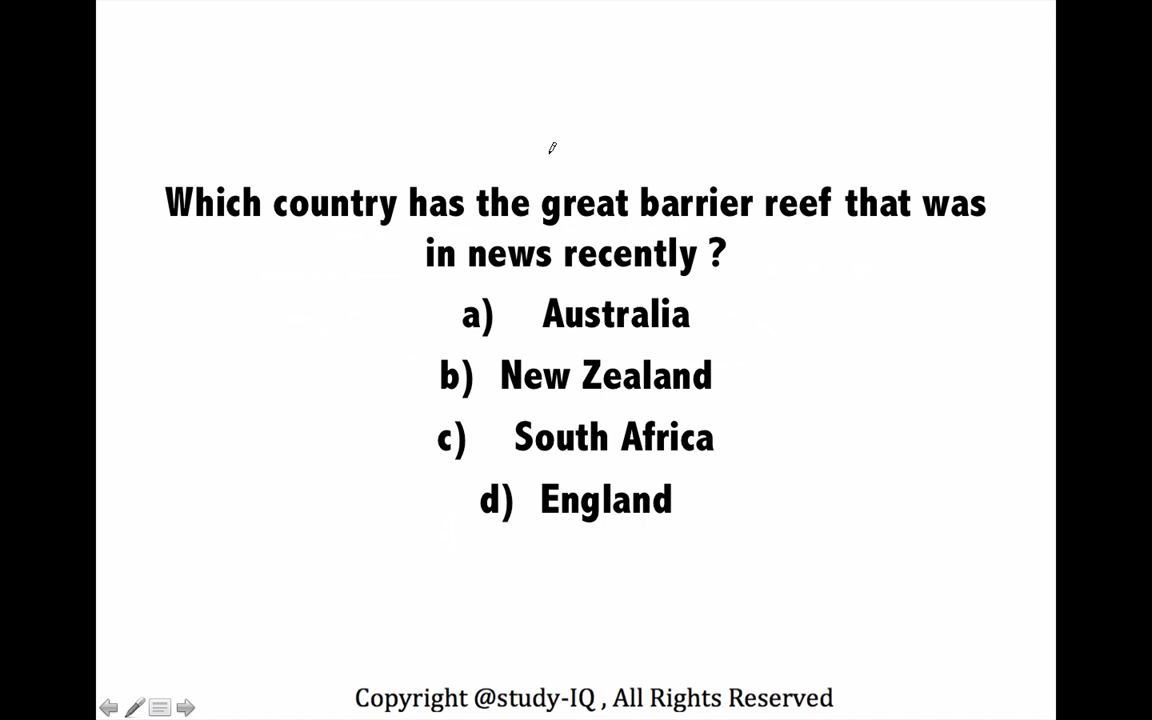 Which country has the great barrier reef that was
in news recently ?
a) Australia
b) New Zealand
c) South Africa
d) England
Copyright @study-IQ , All Rights Reserved